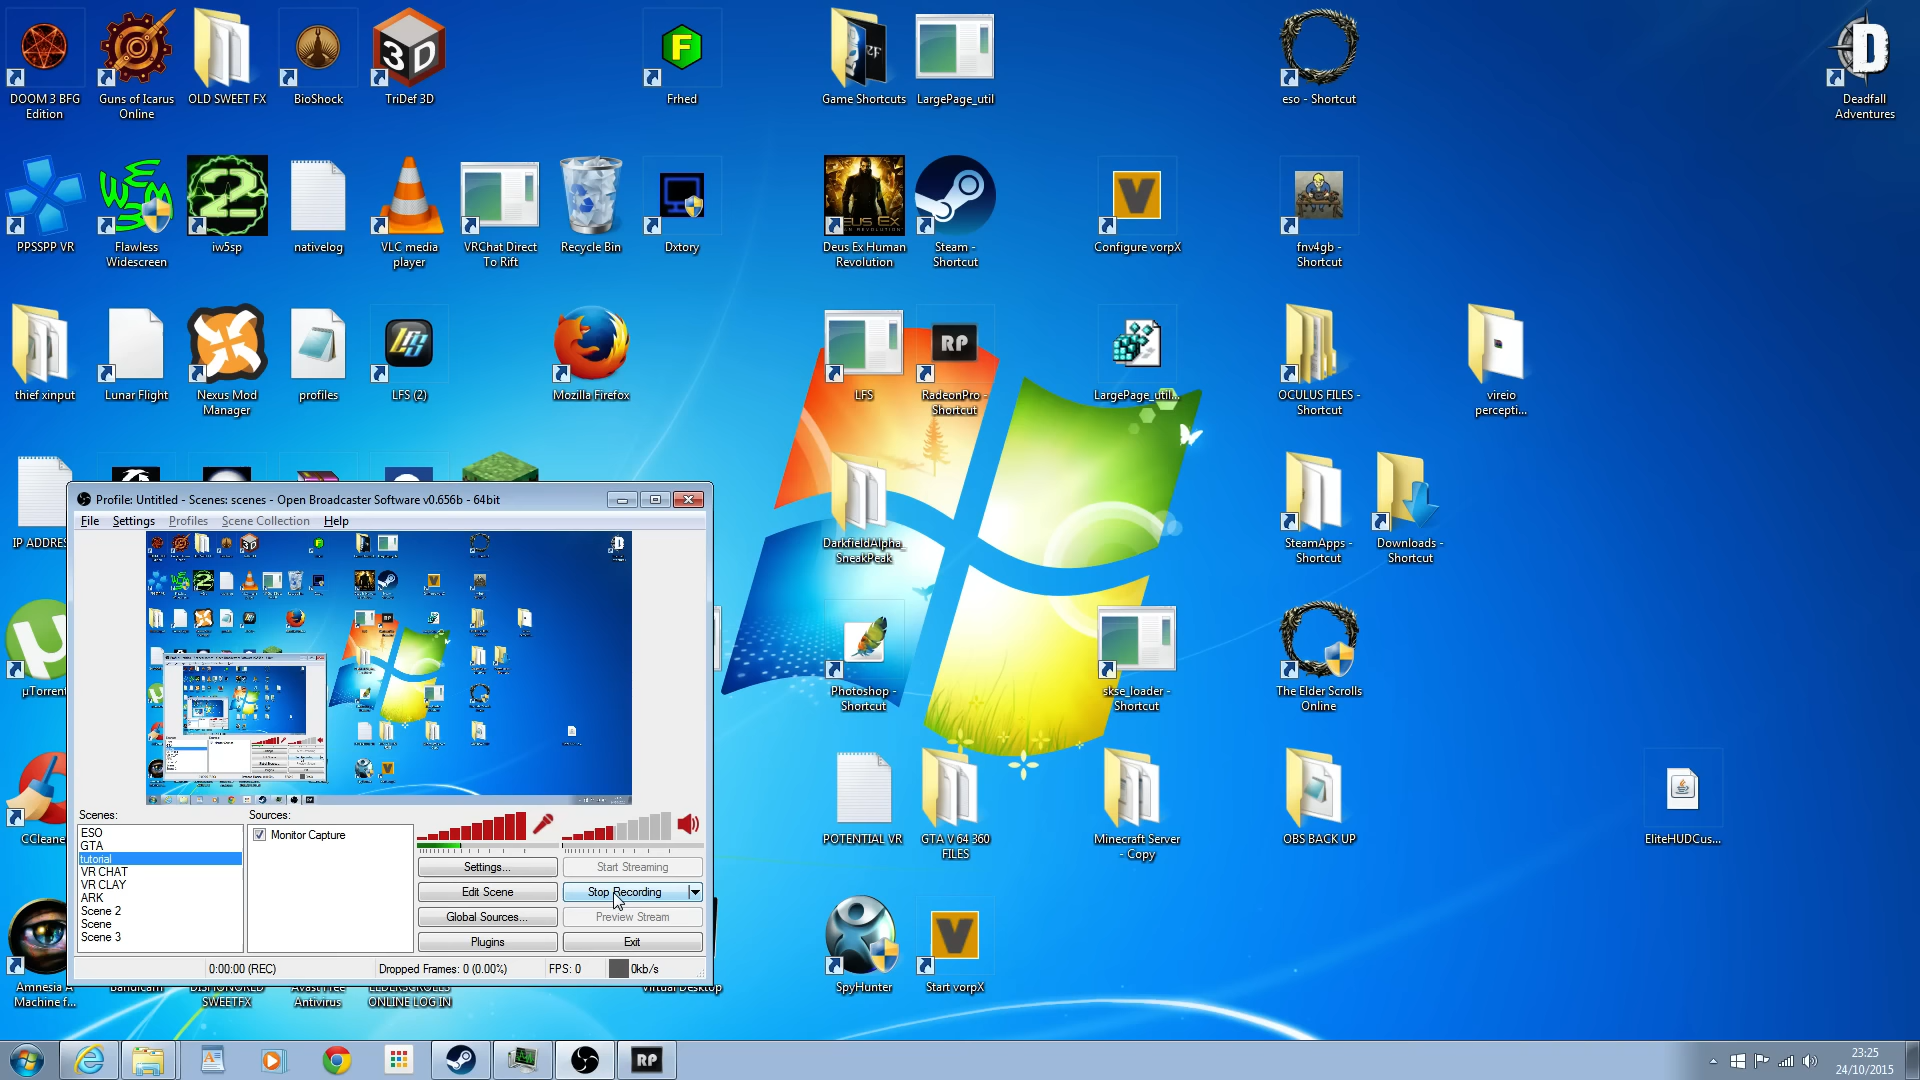 DOOM 3 BFG
Edition
Guns of Icarus
Online
OLD SWEET FX
BioShock
3D
TriDef 3D
F
Frhed
Game Shortcuts
LargePage_util
eso - Shortcut
D
Deadfall
Adventures
PPSSPP VR
Flawless
Widescreen
2
iw5sp
nativelog
VLC media
player
VRChat Direct
To Rift
Recycle Bin
Dxtory
Deus Ex Human
Revolution
Steam -
Shortcut
V
Configure vorpX
fnv4gb -
Shortcut
thief xinput
Lunar Flight
Nexus Mod
Manager
profiles
LFS
LFS (2)
Mozilla Firefox
LFS
RP
RadeonPro -
Shortcut
LargePage_util...
OCULUS FILES -
Shortcut
vireio
percepti...
IP ADDRES
DarkfieldAlpha_
SneakPeak
SteamApps -
Shortcut
Downloads -
Shortcut
Profile: Untitled - Scenes: scenes - Open Broadcaster Software v0.656b - 64bit
File Settings Profiles Scene Collection Help
µTorrent
Photoshop -
Shortcut
skse_loader -
Shortcut
The Elder Scrolls
Online
Scenes:
ESO
GTA
tutorial
VR CHAT
VR CLAY
ARK
Scene 2
Scene
Scene 3
Sources:
Monitor Capture
Settings...
Start Streaming
Edit Scene
Stop Recording
Global Sources...
Preview Stream
Plugins
Exit
0:00:00 (REC)
Dropped Frames: 0 (0.00%)
FPS: 0
0kb/s
CCleane
POTENTIAL VR
GTA V 64 360
FILES
Minecraft Server
- Copy
OBS BACK UP
EliteHUDCus...
Amnesia A
Machine f...
Bandicam
DISHONORED
SWEETFX
Avast Free
Antivirus
ELDERSCROLLS
ONLINE LOG IN
Virtual Desktop
SpyHunter
V
Start vorpX
RP
23:25
24/10/2015